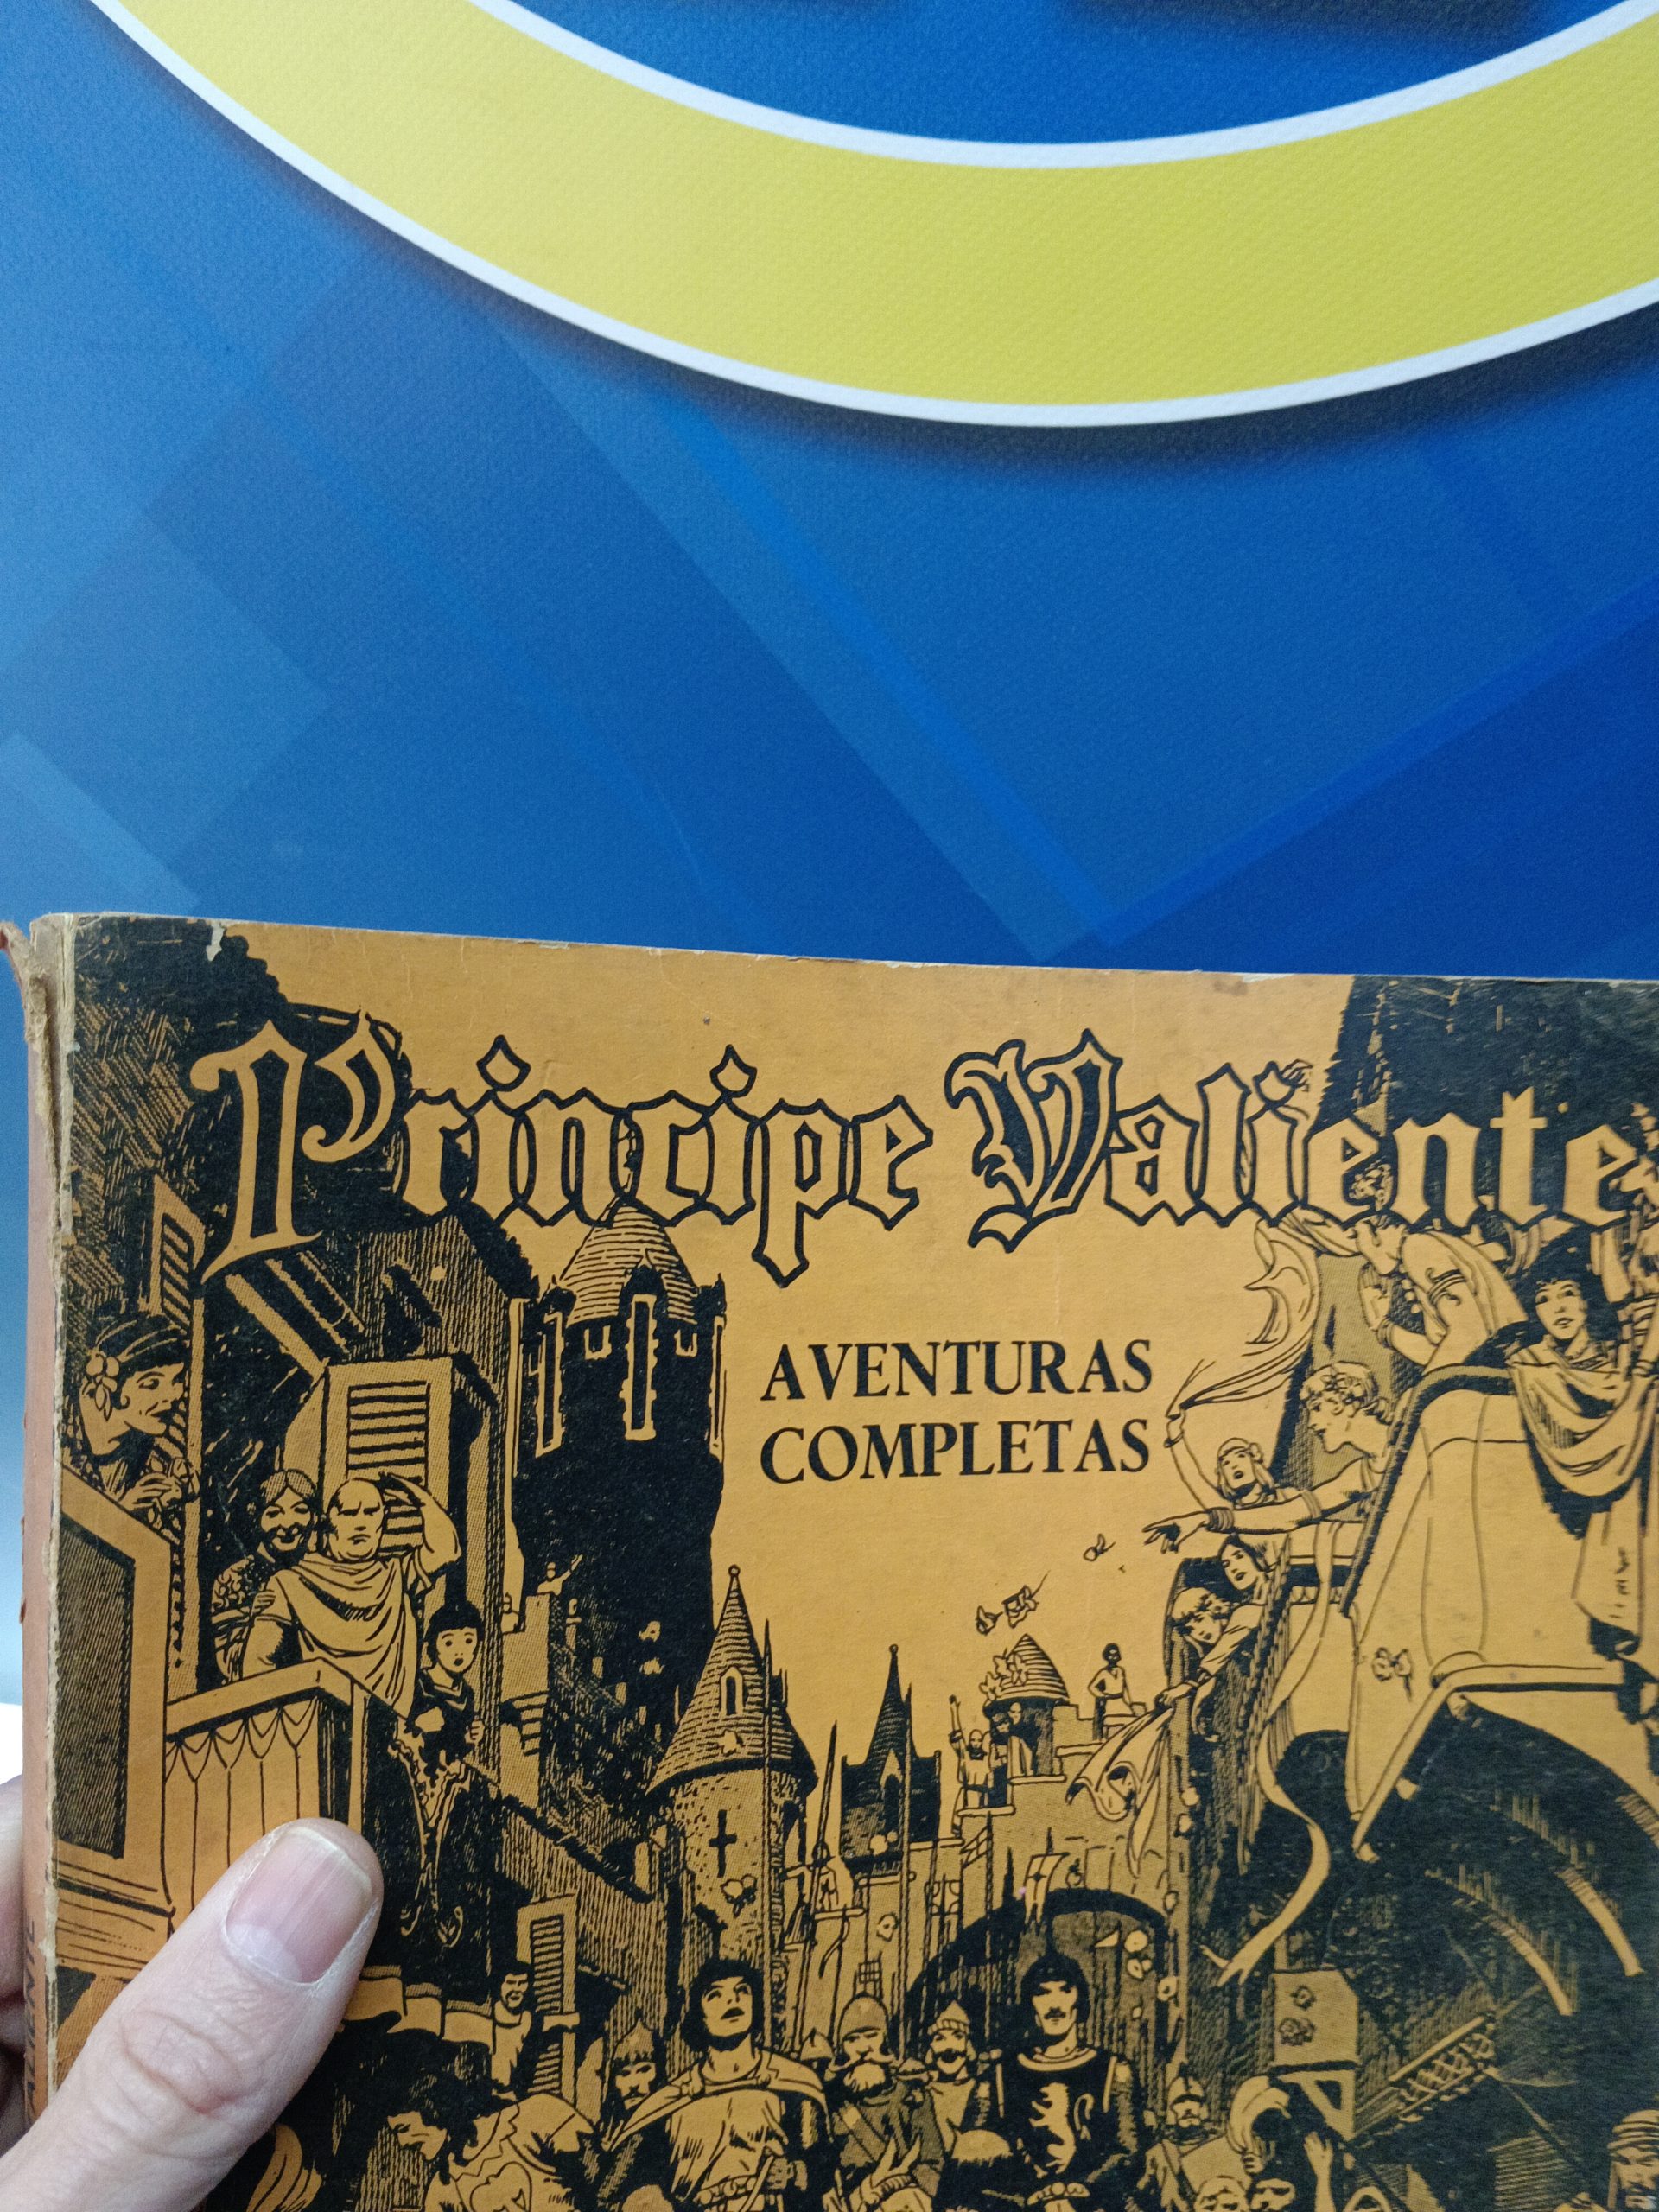 Principe Valiente
AVENTURAS
COMPLETAS